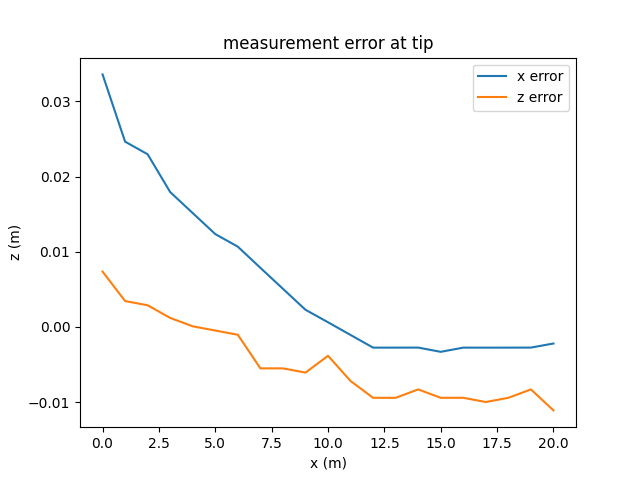 measurement error at tip
x error
z error
z (m)
0.03
0.02
0.01
0.00
−0.01
0.0 2.5 5.0 7.5 10.0 12.5 15.0 17.5 20.0
x (m)